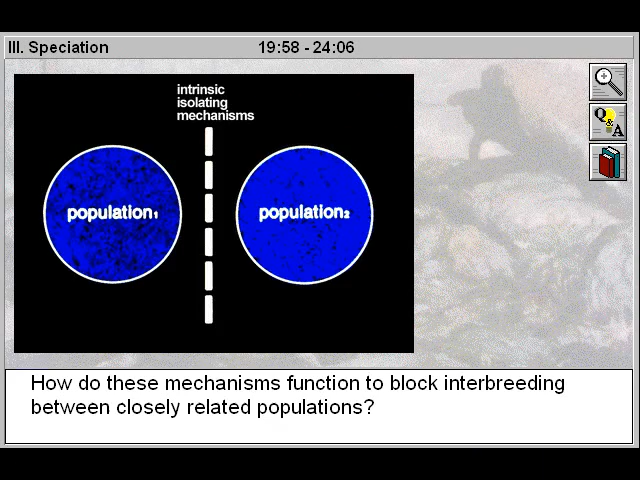 III. Speciation 19:58 - 24:06
intrinsic
isolating
mechanisms
population₁ population₂
Q
&
A
How do these mechanisms function to block interbreeding
between closely related populations?